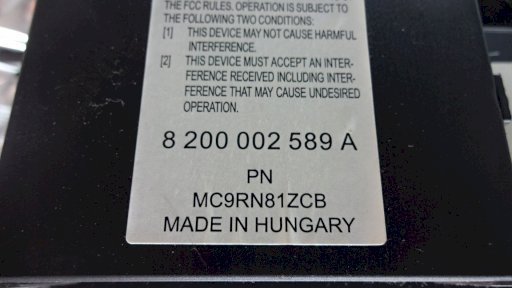 THE FCC RULES. OPERATION IS SUBJECT TO
THE FOLLOWING TWO CONDITIONS:
[1] THIS DEVICE MAY NOT CAUSE HARMFUL
INTERFERENCE.
[2] THIS DEVICE MUST ACCEPT AN INTER-
FERENCE RECEIVED INCLUDING INTER-
FERENCE THAT MAY CAUSE UNDESIRED
OPERATION.
8 200 002 589 A
PN
MC9RN81ZCB
MADE IN HUNGARY